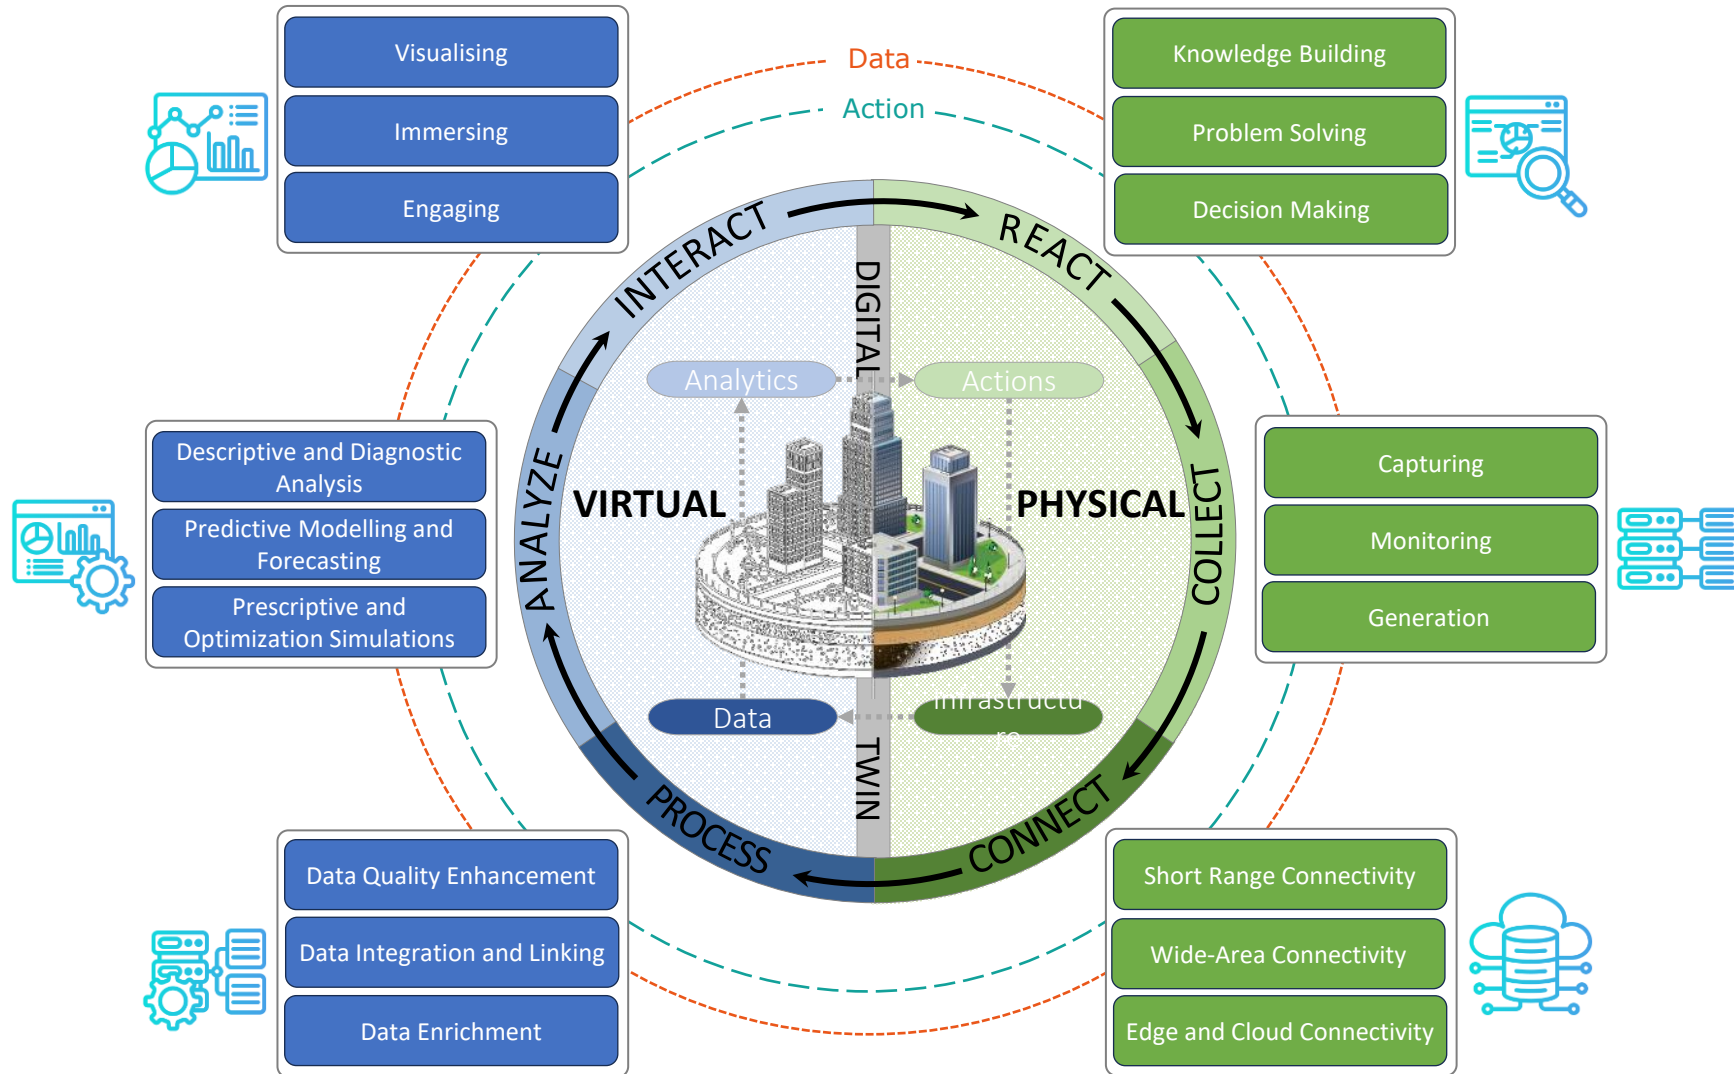 Data
Action
Visualising
Immersing
Engaging
Knowledge Building
Problem Solving
Decision Making
INTERACT
REACT
DIGITAL
Analytics
Actions
Descriptive and Diagnostic
Analysis
Predictive Modelling and
Forecasting
Prescriptive and
Optimization Simulations
ANALYZE
VIRTUAL
PHYSICAL
COLLECT
Capturing
Monitoring
Generation
Data
Infrastructu
re
TWIN
PROCESS
CONNECT
Data Quality Enhancement
Data Integration and Linking
Data Enrichment
Short Range Connectivity
Wide-Area Connectivity
Edge and Cloud Connectivity